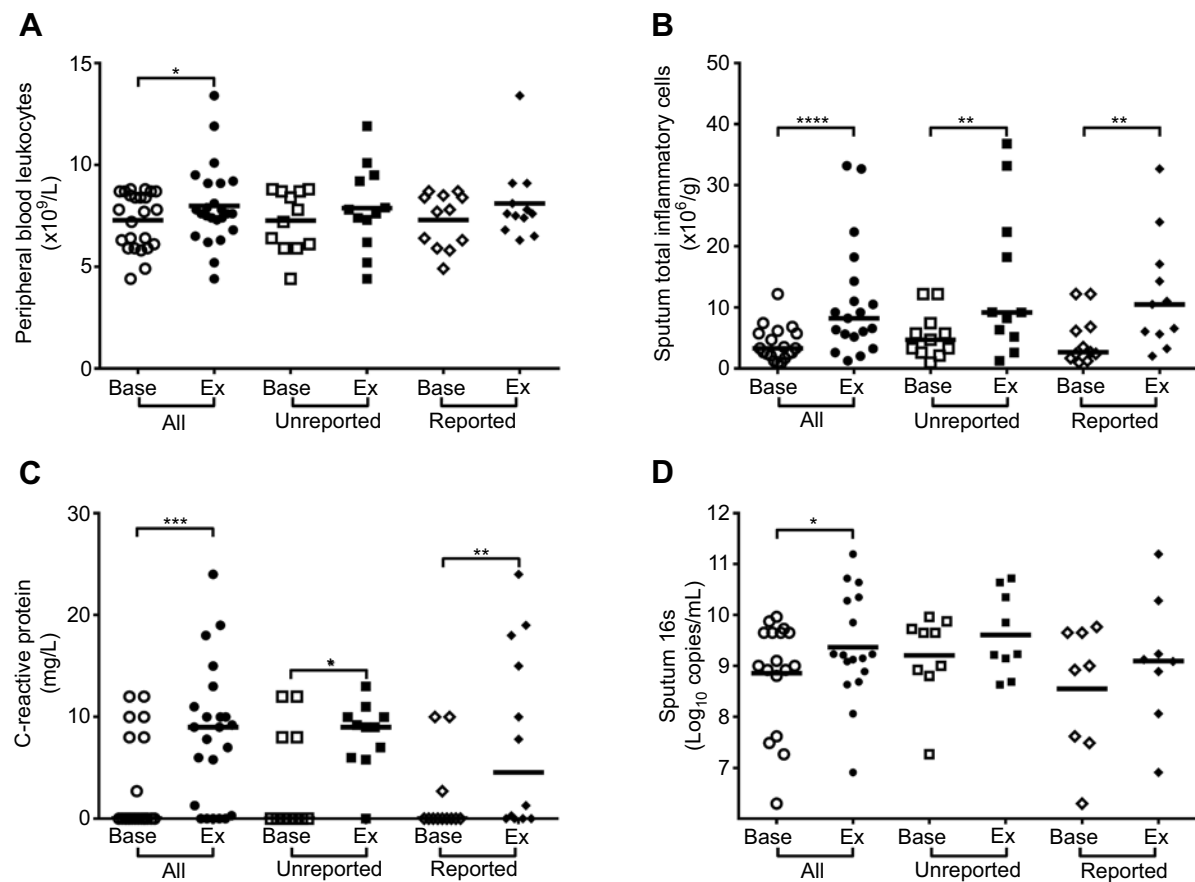 A
Peripheral blood leukocytes
(x10⁹/L)
15
10
5
0
*
Base Ex Base Ex Base Ex
All Unreported Reported
B
Sputum total inflammatory cells
(x10⁶/g)
50
40
30
20
10
0
**** ** **
Base Ex Base Ex Base Ex
All Unreported Reported
C
C-reactive protein
(mg/L)
30
20
10
0
*** * **
Base Ex Base Ex Base Ex
All Unreported Reported
D
Sputum 16s
(Log₁₀ copies/mL)
12
11
10
9
8
7
*
Base Ex Base Ex Base Ex
All Unreported Reported